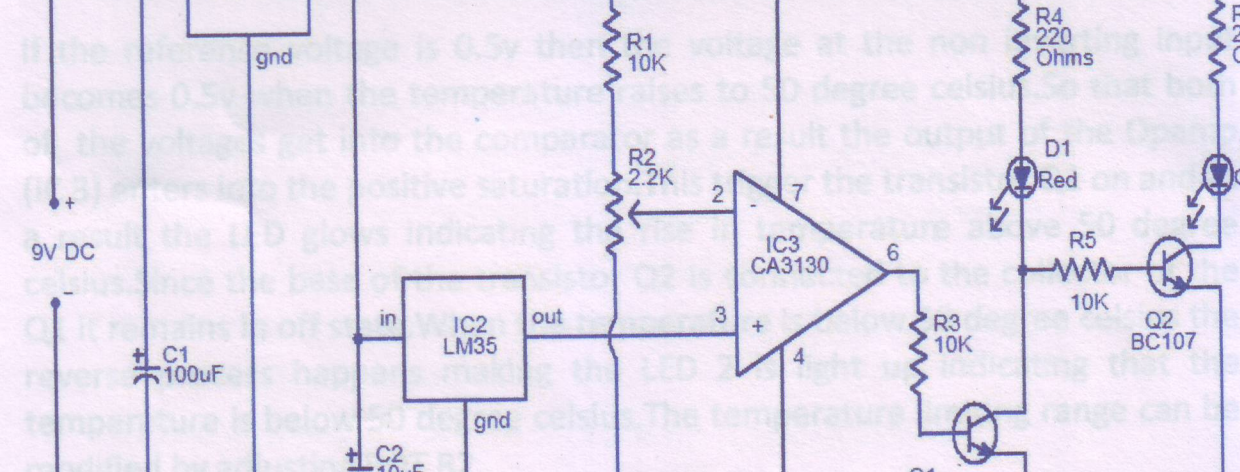 If the reference voltage is 0.5v then the voltage at the non inverting input
becomes 0.5v when the temperature raises to 50 degree celsius.So that both
of, the voltages get into the comparator as a result the output of the Opamp
(IC 3) enters into the positive saturation.This trigger the transistor Q1 on and
a result the LED glows indicating the rise in temperature above 50 degree
celsius.Since the base of the transistor Q2 is connected to the collector of the
Q1 it remains in off state.When the temperature is below 50 degree celsius the
reverse process happens making the LED 2 is light up indicating that the
temperature is below 50 degree celsius.The temperature sensing range can be
modified by adjusting R2
gnd
R1
10K
R4
220
Ohms
R2
2.2K
2
7
D1
Red
+
9V DC
-
IC3
CA3130
6
R5
10K
in
IC2
LM35
out
3
4
R3
10K
Q2
BC107
+
C1
100uF
gnd
+
C2
10uF
Q1